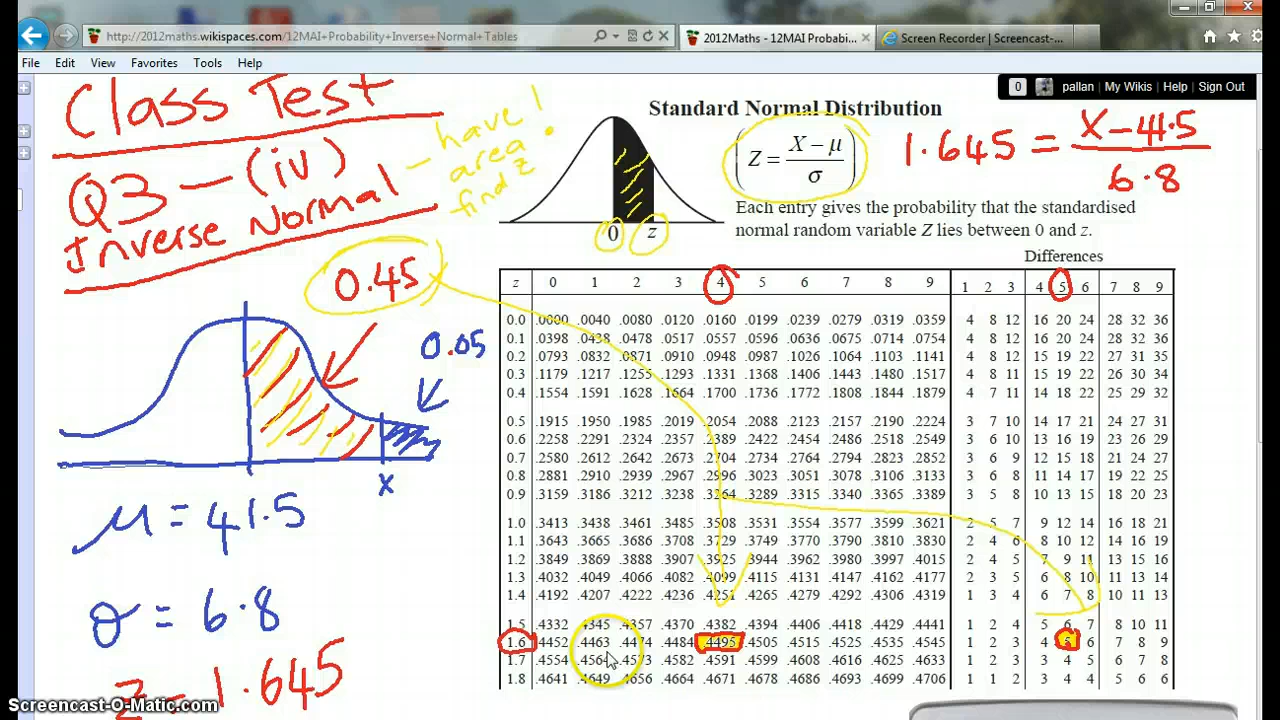 http://2012maths.wikispaces.com/12MAI+Probability+Inverse+Normal+Tables
2012Maths - 12MAI Probabi...
Screen Recorder | Screencast-...
File Edit View Favorites Tools Help
0 pallan My Wikis | Help | Sign Out
Class Test
Q3 — (iv)
Inverse Normal
— have !
area
find z
0.45
0.05
x
μ = 41.5
σ = 6.8
z = 1.645
Standard Normal Distribution
( Z = X − μ / σ )
1.645 = X − 41.5 / 6.8
0 z
Each entry gives the probability that the standardised
normal random variable Z lies between 0 and z.
Differences
z 0 1 2 3 4 5 6 7 8 9 1 2 3 4 5 6 7 8 9
0.0 .0000 .0040 .0080 .0120 .0160 .0199 .0239 .0279 .0319 .0359 4 8 12 16 20 24 28 32 36
0.1 .0398 .0438 .0478 .0517 .0557 .0596 .0636 .0675 .0714 .0754 4 8 12 16 20 24 28 32 36
0.2 .0793 .0832 .0871 .0910 .0948 .0987 .1026 .1064 .1103 .1141 4 8 12 15 19 22 27 31 35
0.3 .1179 .1217 .1255 .1293 .1331 .1368 .1406 .1443 .1480 .1517 4 8 11 15 19 22 26 30 34
0.4 .1554 .1591 .1628 .1664 .1700 .1736 .1772 .1808 .1844 .1879 4 7 11 14 18 22 25 29 32
0.5 .1915 .1950 .1985 .2019 .2054 .2088 .2123 .2157 .2190 .2224 3 7 10 14 17 21 24 27 31
0.6 .2258 .2291 .2324 .2357 .2389 .2422 .2454 .2486 .2518 .2549 3 6 10 13 16 19 23 26 29
0.7 .2580 .2612 .2642 .2673 .2704 .2734 .2764 .2794 .2823 .2852 3 6 9 12 15 18 21 24 27
0.8 .2881 .2910 .2939 .2967 .2996 .3023 .3051 .3078 .3106 .3133 3 6 8 11 14 17 19 22 25
0.9 .3159 .3186 .3212 .3238 .3264 .3289 .3315 .3340 .3365 .3389 3 5 8 10 13 15 18 20 23
1.0 .3413 .3438 .3461 .3485 .3508 .3531 .3554 .3577 .3599 .3621 2 5 7 9 12 14 16 18 21
1.1 .3643 .3665 .3686 .3708 .3729 .3749 .3770 .3790 .3810 .3830 2 4 6 8 10 12 14 16 19
1.2 .3849 .3869 .3888 .3907 .3925 .3944 .3962 .3980 .3997 .4015 2 4 5 7 9 11 13 15 16
1.3 .4032 .4049 .4066 .4082 .4099 .4115 .4131 .4147 .4162 .4177 2 3 5 6 8 10 11 13 14
1.4 .4192 .4207 .4222 .4236 .4251 .4265 .4279 .4292 .4306 .4319 1 3 4 6 7 8 10 11 13
1.5 .4332 .4345 .4357 .4370 .4382 .4394 .4406 .4418 .4429 .4441 1 2 4 5 6 7 8 10 11
1.6 .4452 .4463 .4474 .4484 .4495 .4505 .4515 .4525 .4535 .4545 1 2 3 4 5 6 7 8 9
1.7 .4554 .4564 .4573 .4582 .4591 .4599 .4608 .4616 .4625 .4633 1 2 3 3 4 5 6 7 8
1.8 .4641 .4649 .4656 .4664 .4671 .4678 .4686 .4693 .4699 .4706 1 1 2 3 4 4 5 6 6
Screencast-O-Matic.com